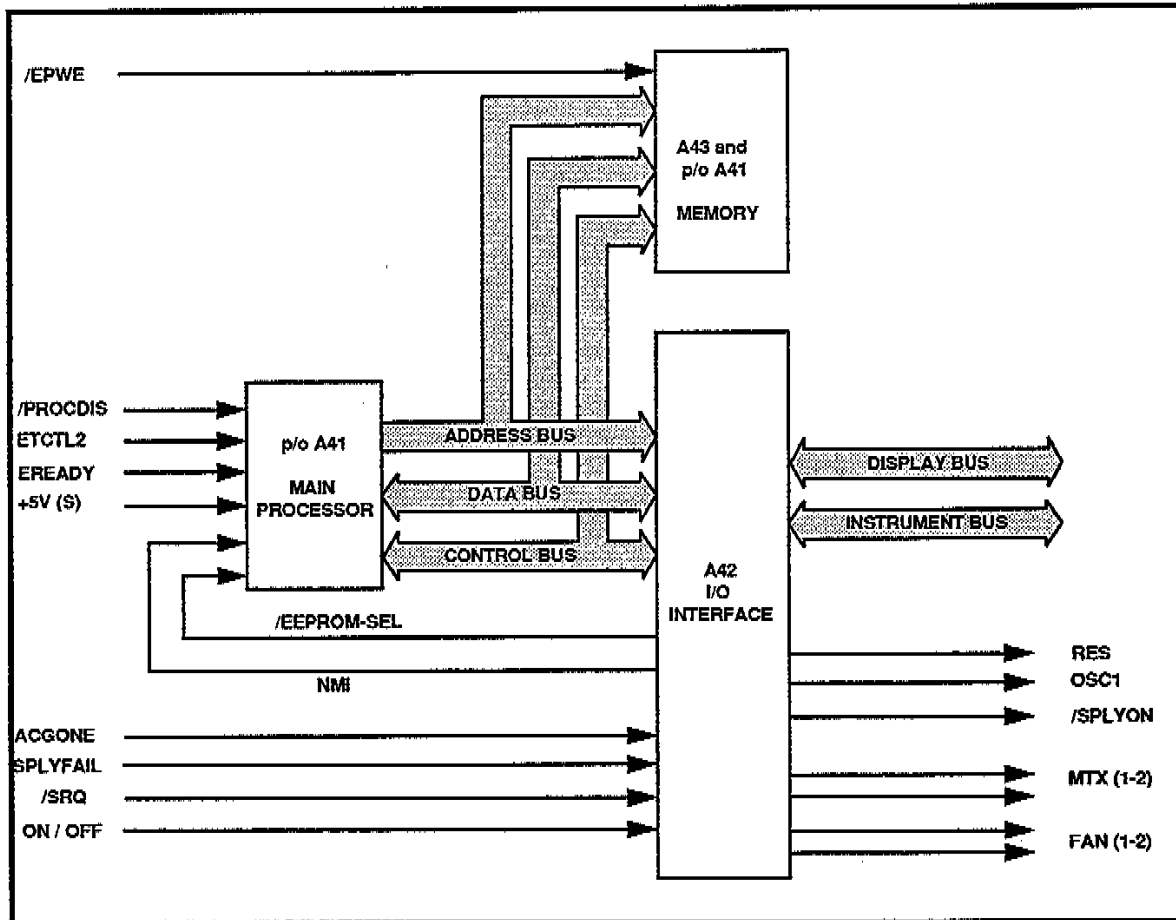 /EPWE
A43 and
p/o A41
MEMORY
/PROCDIS
ETCTL2
EREADY
+5V (S)
p/o A41
MAIN
PROCESSOR
ADDRESS BUS
DATA BUS
CONTROL BUS
DISPLAY BUS
INSTRUMENT BUS
A42
I/O
INTERFACE
/EEPROM-SEL
NMI
RES
OSC1
/SPLYON
MTX (1-2)
FAN (1-2)
ACGONE
SPLYFAIL
/SRQ
ON / OFF